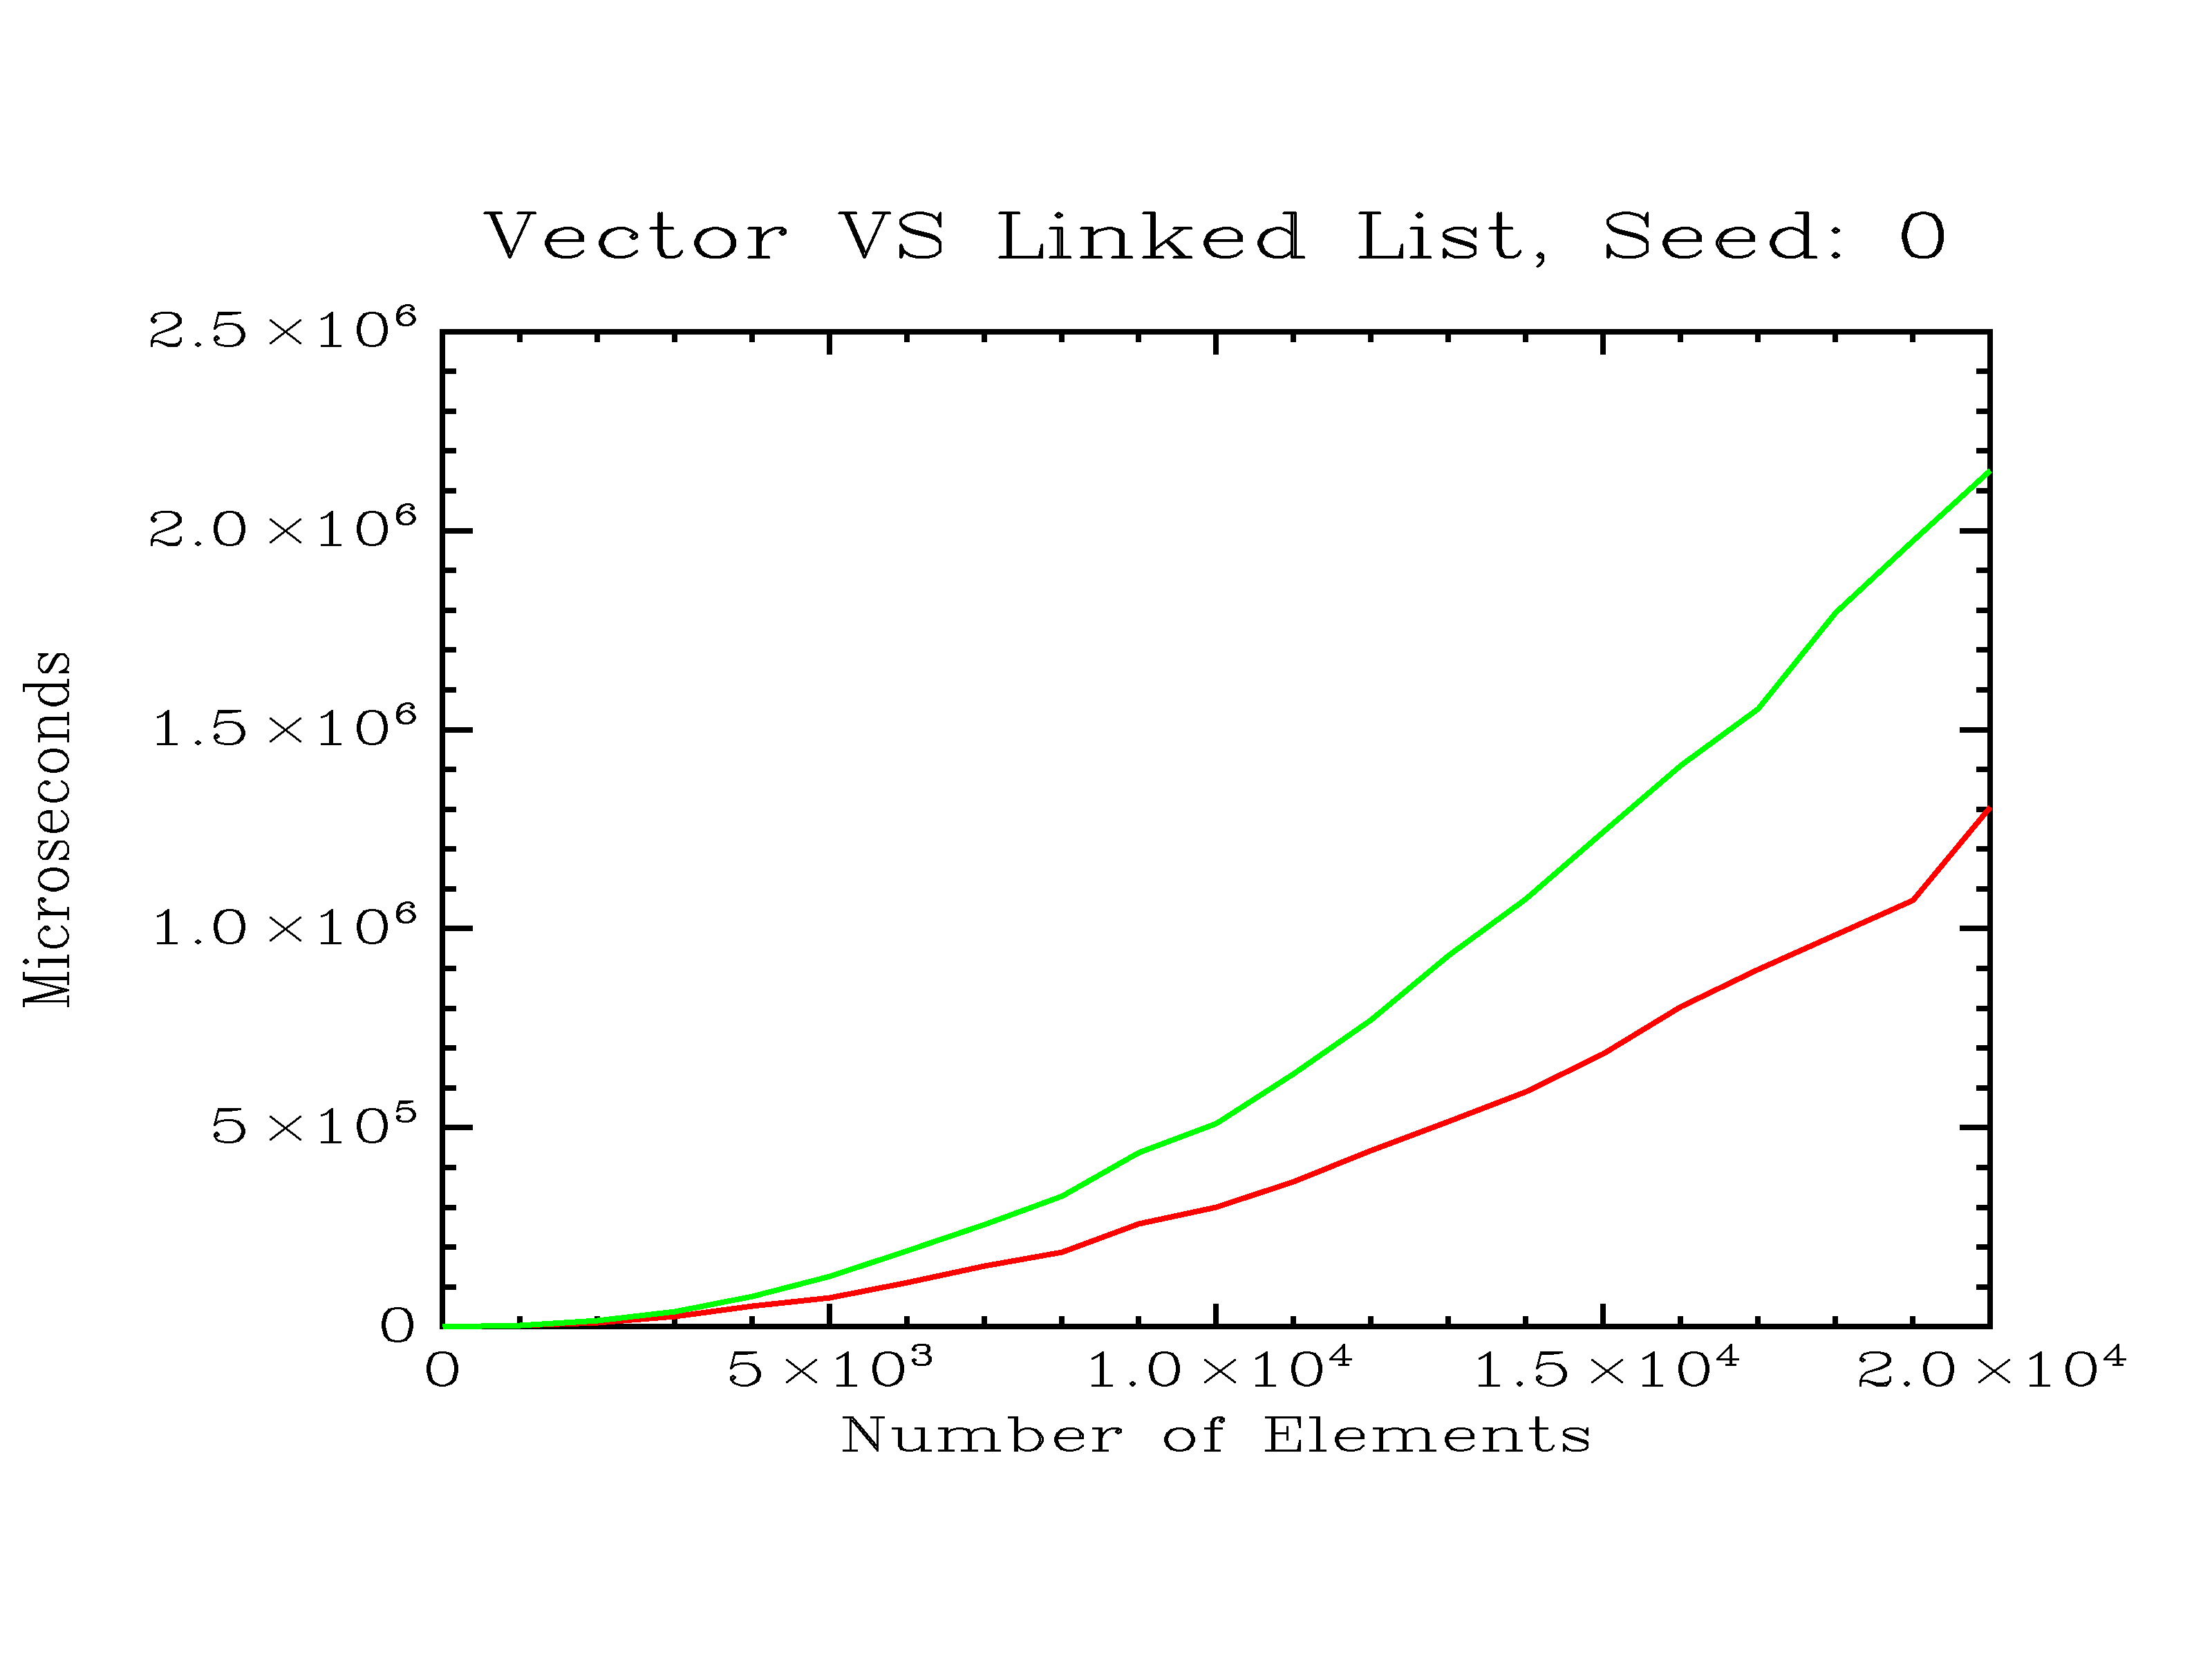 Vector VS Linked List, Seed: 0
2.5×10⁶
2.0×10⁶
1.5×10⁶
1.0×10⁶
5×10⁵
0
Microseconds
0 5×10³ 1.0×10⁴ 1.5×10⁴ 2.0×10⁴
Number of Elements